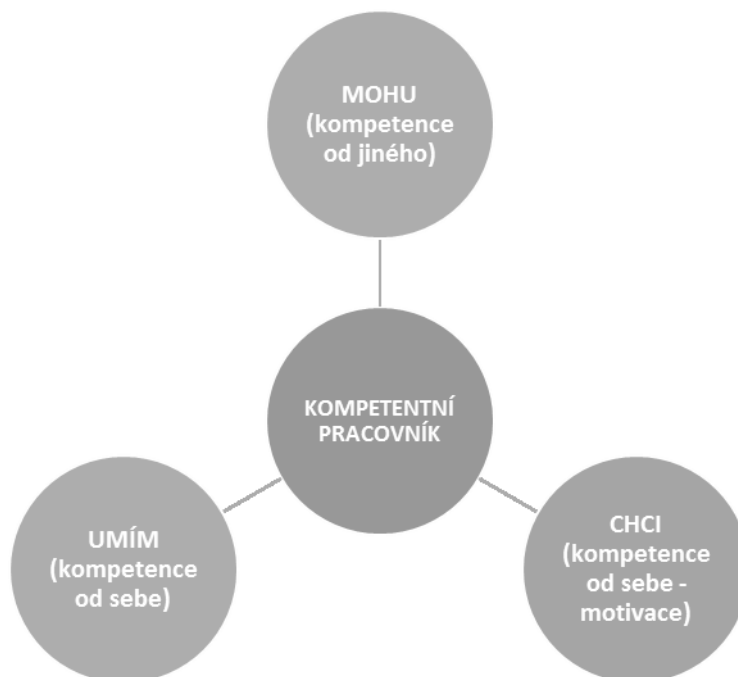 MOHU
(kompetence
od jiného)
KOMPETENTNÍ
PRACOVNÍK
UMÍM
(kompetence
od sebe)
CHCI
(kompetence
od sebe -
motivace)